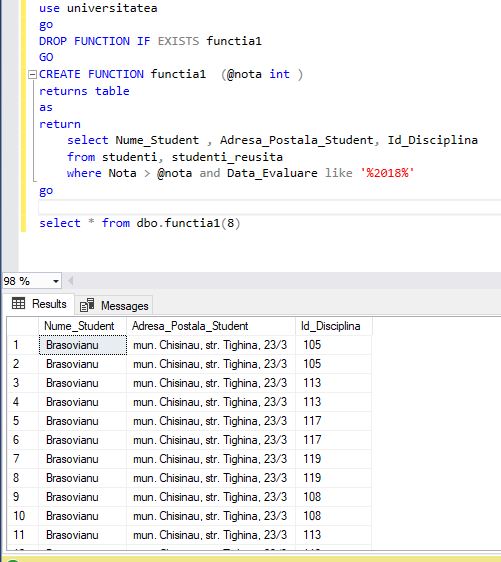 use universitatea
go
DROP FUNCTION IF EXISTS functia1
GO
CREATE FUNCTION functia1  (@nota int )
returns table
as
return
    select Nume_Student , Adresa_Postala_Student, Id_Disciplina
    from studenti, studenti_reusita
    where Nota > @nota and Data_Evaluare like '%2018%'
go
select * from dbo.functia1(8)
98 %
Results Messages
Nume_Student Adresa_Postala_Student Id_Disciplina
1 Brasovianu mun. Chisinau, str. Tighina, 23/3 105
2 Brasovianu mun. Chisinau, str. Tighina, 23/3 105
3 Brasovianu mun. Chisinau, str. Tighina, 23/3 113
4 Brasovianu mun. Chisinau, str. Tighina, 23/3 113
5 Brasovianu mun. Chisinau, str. Tighina, 23/3 117
6 Brasovianu mun. Chisinau, str. Tighina, 23/3 117
7 Brasovianu mun. Chisinau, str. Tighina, 23/3 119
8 Brasovianu mun. Chisinau, str. Tighina, 23/3 119
9 Brasovianu mun. Chisinau, str. Tighina, 23/3 108
10 Brasovianu mun. Chisinau, str. Tighina, 23/3 108
11 Brasovianu mun. Chisinau, str. Tighina, 23/3 113